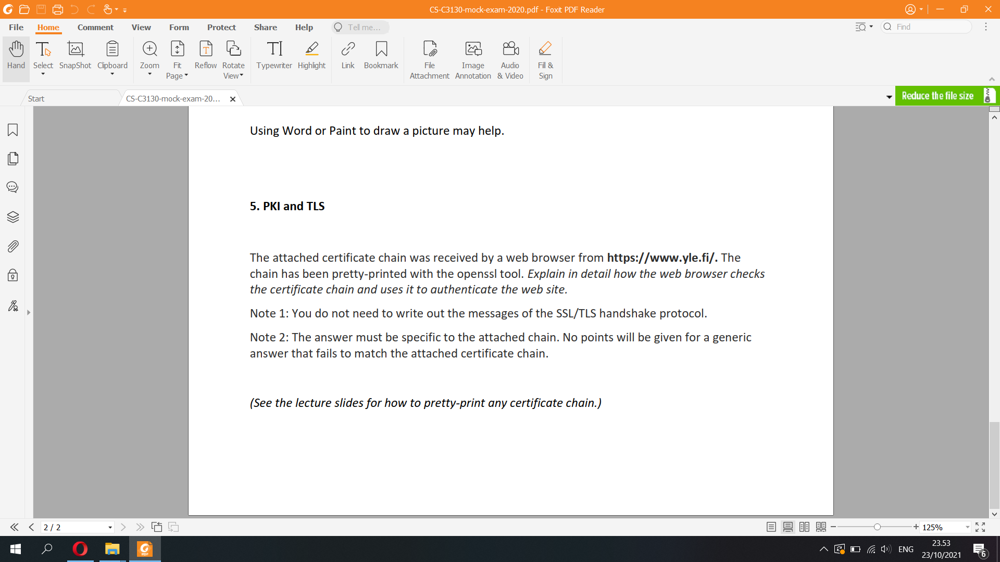 CS-C3130-mock-exam-2020.pdf - Foxit PDF Reader
File Home Comment View Form Protect Share Help Tell me... Find
Hand Select SnapShot Clipboard Zoom Fit Page Reflow Rotate View Typewriter Highlight Link Bookmark File Attachment Image Annotation Audio & Video Fill & Sign
Start CS-C3130-mock-exam-20... Reduce the file size
Using Word or Paint to draw a picture may help.
5. PKI and TLS
The attached certificate chain was received by a web browser from https://www.yle.fi/. The
chain has been pretty-printed with the openssl tool. Explain in detail how the web browser checks
the certificate chain and uses it to authenticate the web site.
Note 1: You do not need to write out the messages of the SSL/TLS handshake protocol.
Note 2: The answer must be specific to the attached chain. No points will be given for a generic
answer that fails to match the attached certificate chain.
(See the lecture slides for how to pretty-print any certificate chain.)
2 / 2 125%
PDF ENG 23.53
23/10/2021 6